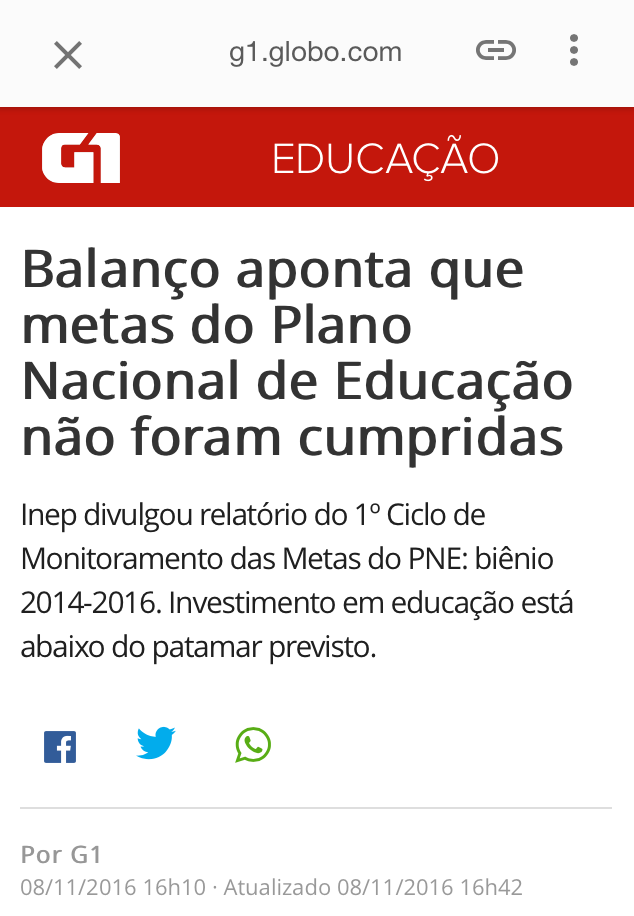 g1.globo.com
G1
EDUCAÇÃO
Balanço aponta que
metas do Plano
Nacional de Educação
não foram cumpridas
Inep divulgou relatório do 1º Ciclo de
Monitoramento das Metas do PNE: biênio
2014-2016. Investimento em educação está
abaixo do patamar previsto.
Por G1
08/11/2016 16h10 · Atualizado 08/11/2016 16h42